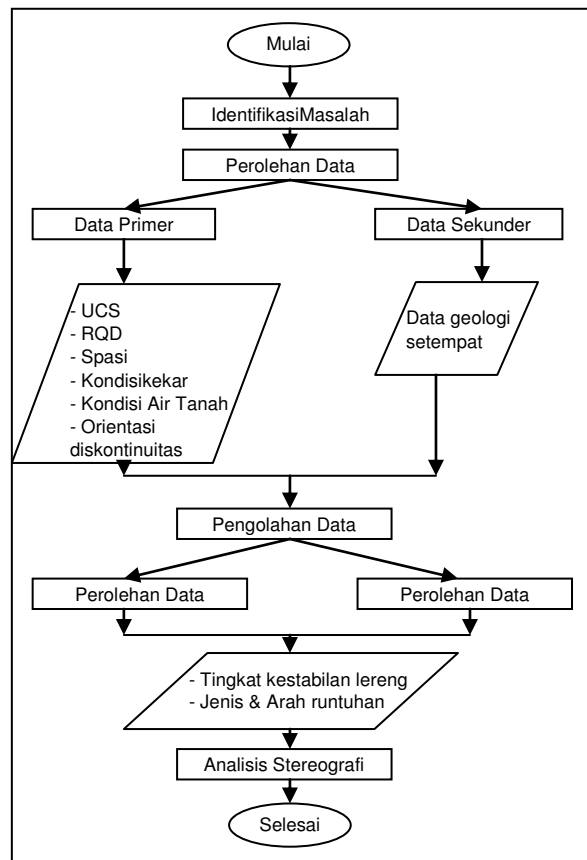 Mulai
IdentifikasiMasalah
Perolehan Data
Data Primer
Data Sekunder
- UCS
- RQD
- Spasi
- Kondisikekar
- Kondisi Air Tanah
- Orientasi
diskontinuitas
Data geologi
setempat
Pengolahan Data
Perolehan Data
Perolehan Data
- Tingkat kestabilan lereng
- Jenis & Arah runtuhan
Analisis Stereografi
Selesai